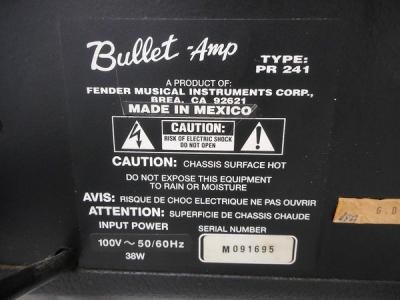 Bullet-Amp
TYPE:
PR 241
A PRODUCT OF:
FENDER MUSICAL INSTRUMENTS CORP.,
BREA, CA 92621
MADE IN MEXICO
CAUTION:
RISK OF ELECTRIC SHOCK
DO NOT OPEN
CAUTION: CHASSIS SURFACE HOT
DO NOT EXPOSE THIS EQUIPMENT
TO RAIN OR MOISTURE
AVIS: RISQUE DE CHOC ELECTRIQUE NE PAS OUVRIR
ATTENTION: SUPERFICIE DE CHASSIS CHAUDE
INPUT POWER
100V ~ 50/60Hz
38W
SERIAL NUMBER
M 091695